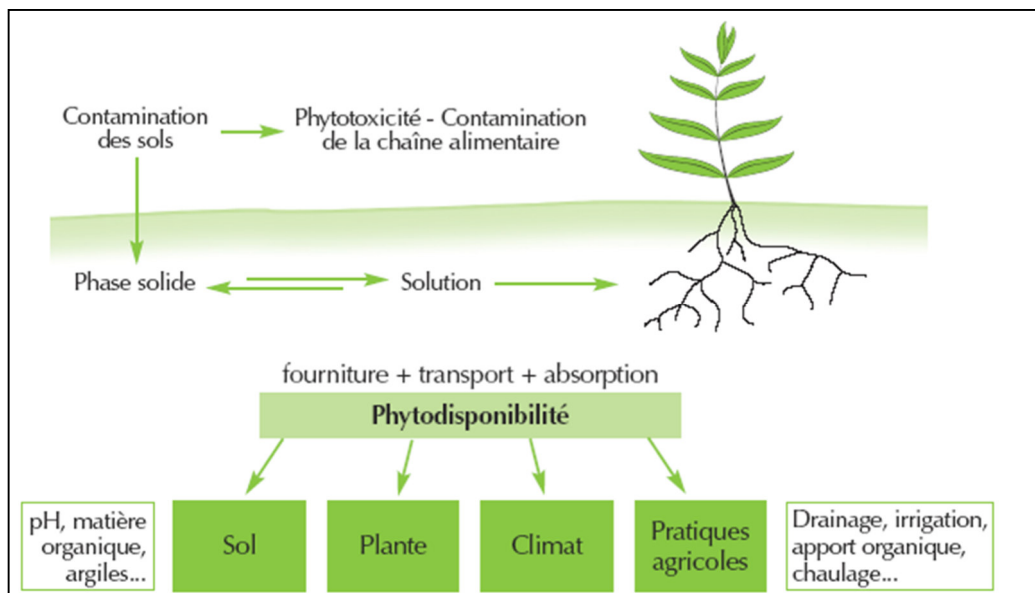 Contamination
des sols
Phytotoxicité - Contamination
de la chaîne alimentaire
Phase solide
Solution
fourniture + transport + absorption
Phytodisponibilité
pH, matière
organique,
argiles...
Sol
Plante
Climat
Pratiques
agricoles
Drainage, irrigation,
apport organique,
chaulage...